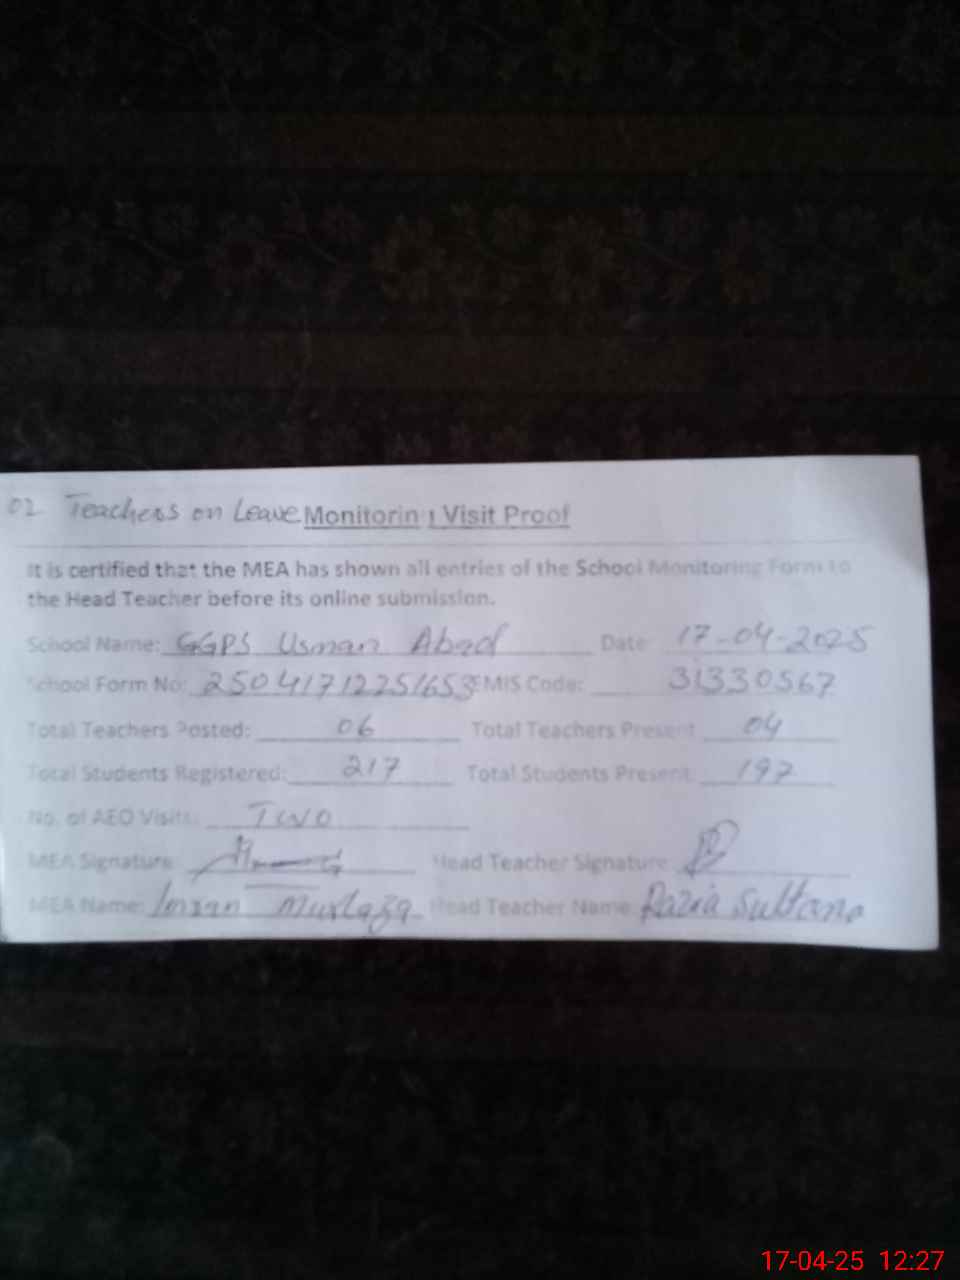 02 Teachers on Leave Monitoring Visit Proof
It is certified that the MEA has shown all entries of the School Monitoring Form to
the Head Teacher before its online submission.
School Name: GGPS Usman Abad Date: 17-04-2025
School Form No: 250417122251653 EMIS Code: 31330567
Total Teachers Posted: 06 Total Teachers Present 04
Total Students Registered: 217 Total Students Present 197
No. of AEO Visits: Two
MEA Signature: Head Teacher Signature:
MEA Name: Imran Murtaza Head Teacher Name: Razia Sultana
17-04-25 12:27